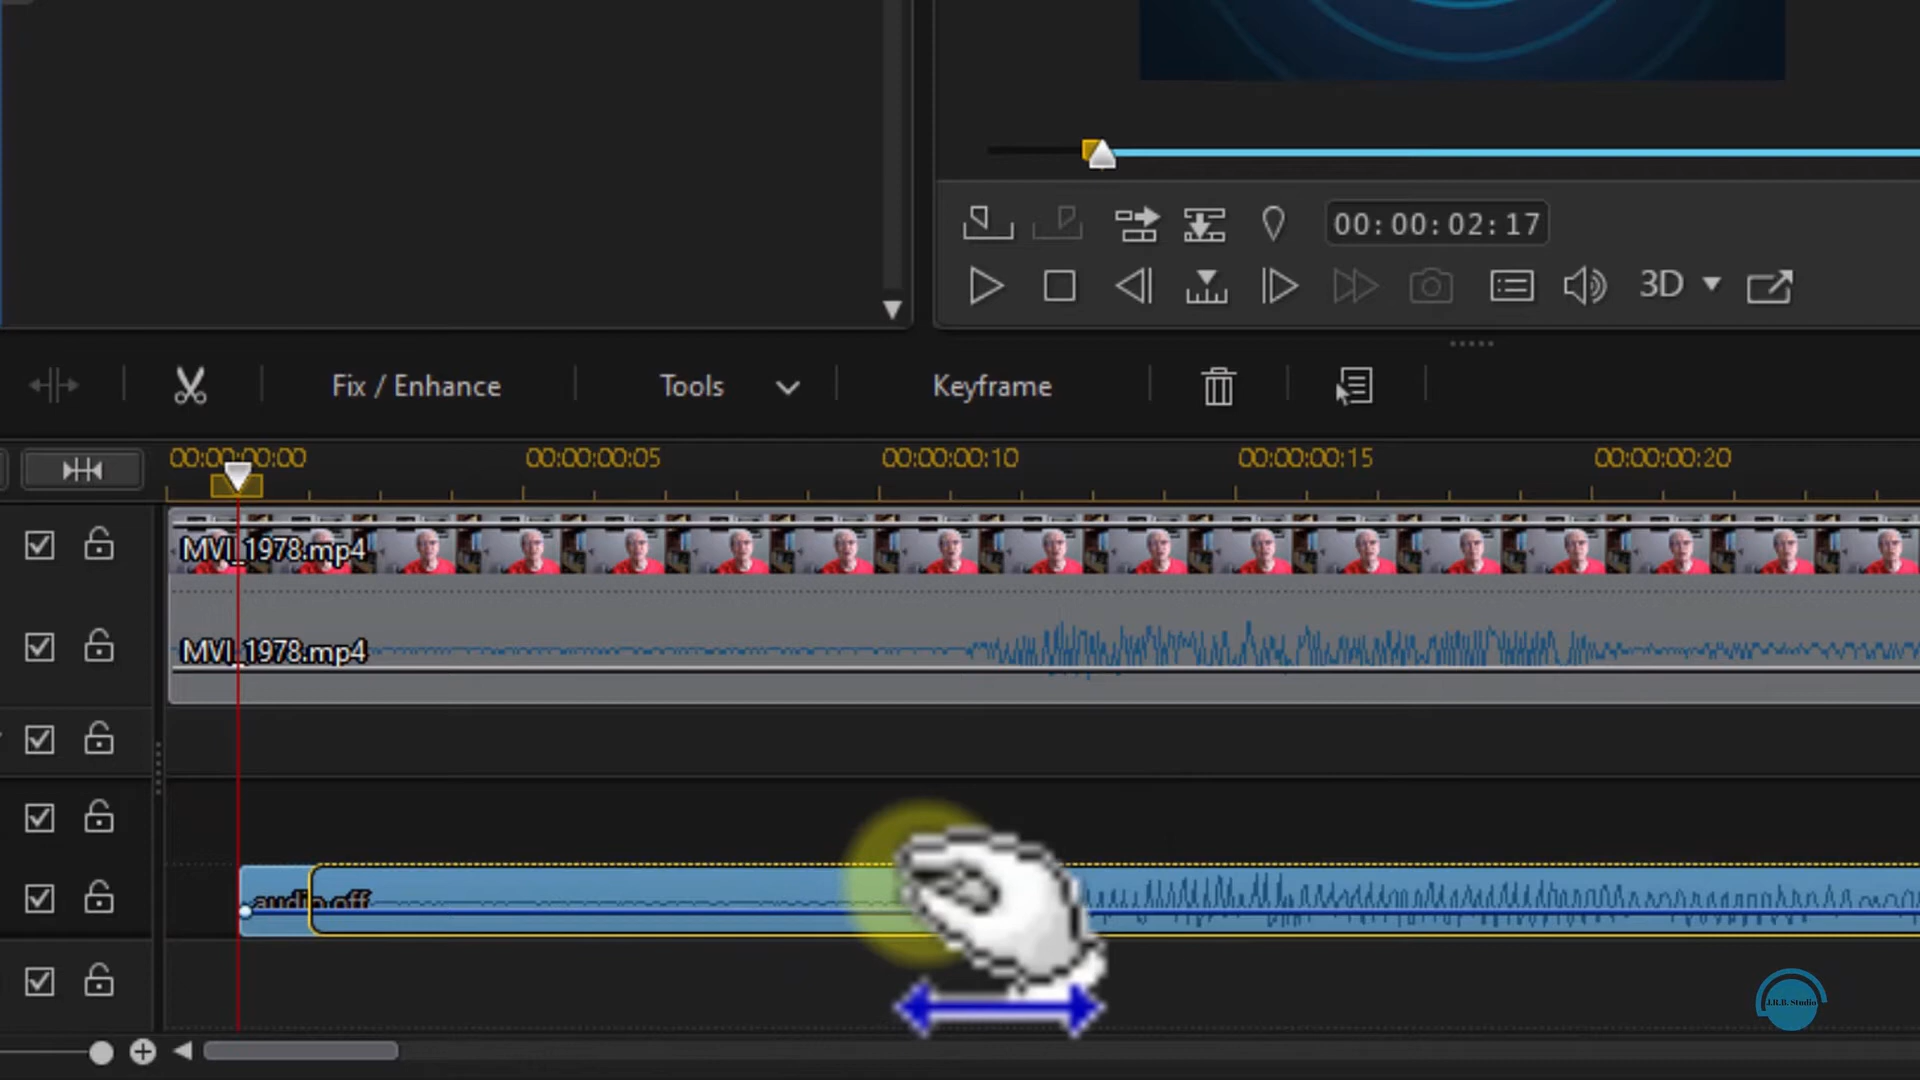 00:00:02:17
3D
Fix / Enhance
Tools
Keyframe
00:00:00:00
00:00:00:05
00:00:00:10
00:00:00:15
00:00:00:20
MVI_1978.mp4
MVI_1978.mp4
audio off
J.R.B. Studio